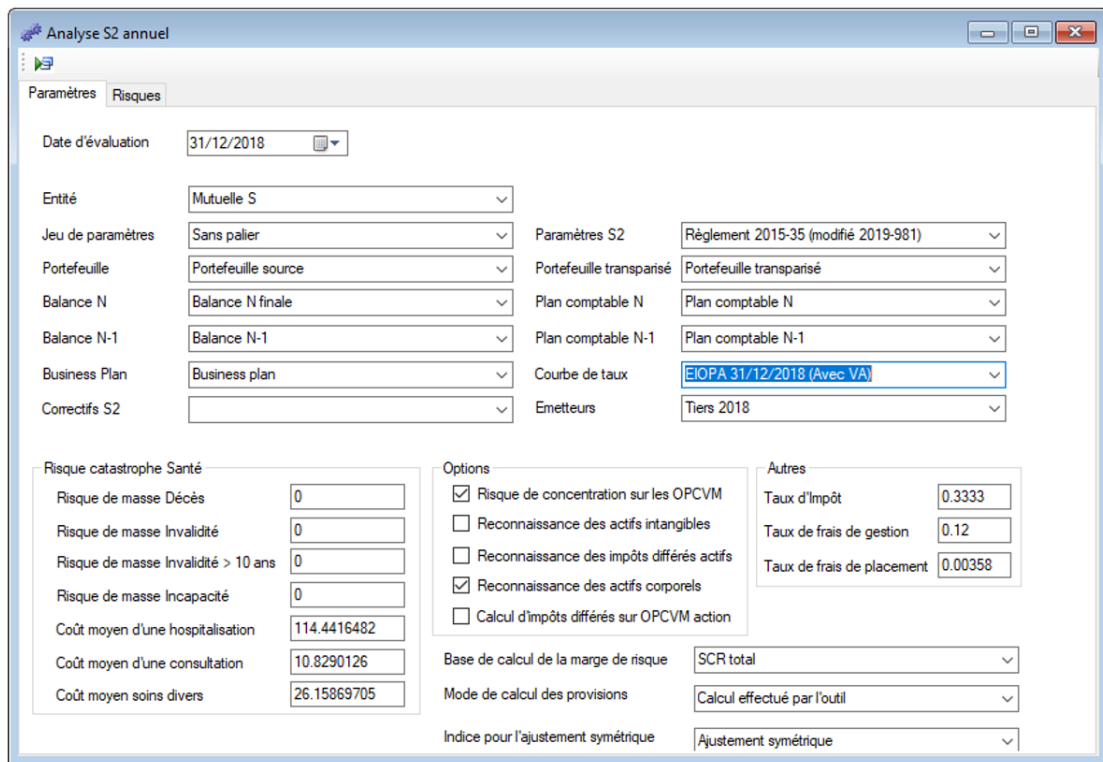 Analyse S2 annuel
Paramètres Risques
Date d'évaluation 31/12/2018
Entité Mutuelle S
Jeu de paramètres Sans palier Paramètres S2 Règlement 2015-35 (modifié 2019-981)
Portefeuille Portefeuille source Portefeuille transparisé Portefeuille transparisé
Balance N Balance N finale Plan comptable N Plan comptable N
Balance N-1 Balance N-1 Plan comptable N-1 Plan comptable N-1
Business Plan Business plan Courbe de taux EIOPA 31/12/2018 (Avec VA)
Correctifs S2 Emetteurs Tiers 2018
Risque catastrophe Santé
Risque de masse Décès 0
Risque de masse Invalidité 0
Risque de masse Invalidité > 10 ans 0
Risque de masse Incapacité 0
Coût moyen d'une hospitalisation 114.4416482
Coût moyen d'une consultation 10.8290126
Coût moyen soins divers 26.15869705
Options
Risque de concentration sur les OPCVM
Reconnaissance des actifs intangibles
Reconnaissance des impôts différés actifs
Reconnaissance des actifs corporels
Calcul d'impôts différés sur OPCVM action
Autres
Taux d'Impôt 0.3333
Taux de frais de gestion 0.12
Taux de frais de placement 0.00358
Base de calcul de la marge de risque SCR total
Mode de calcul des provisions Calcul effectué par l'outil
Indice pour l'ajustement symétrique Ajustement symétrique